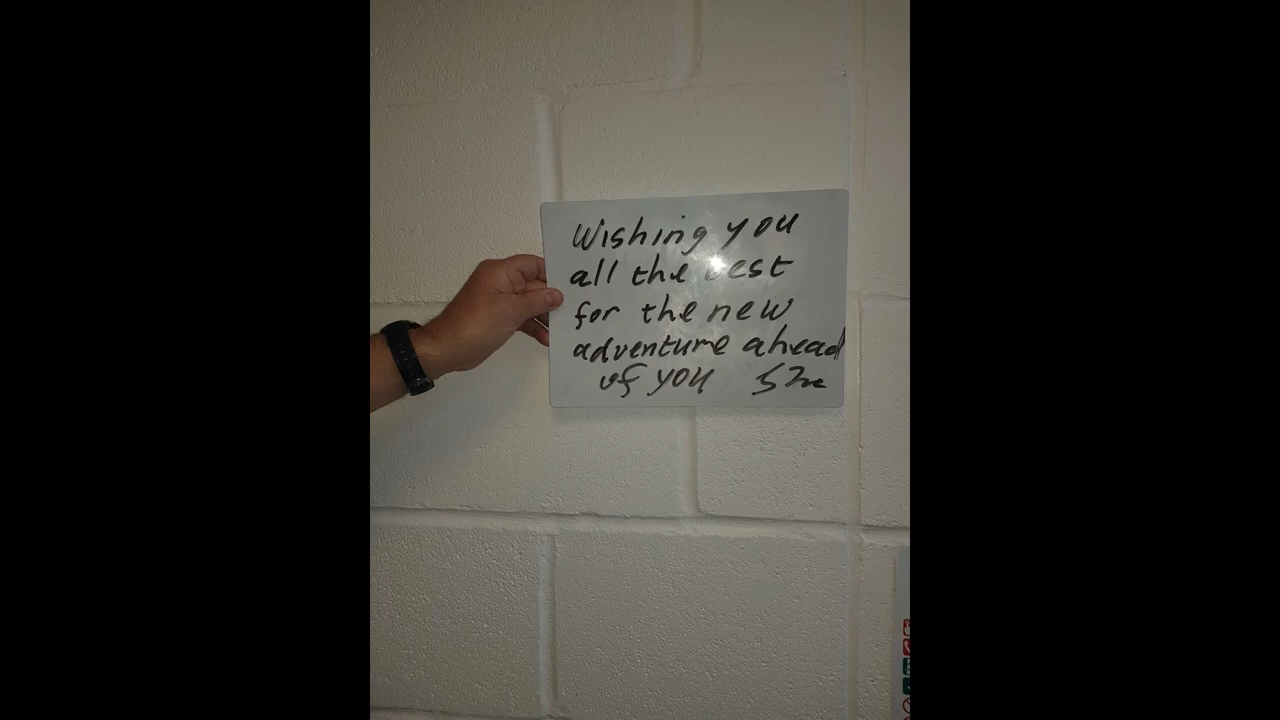 Wishing you
all the best
for the new
adventure ahead
of you